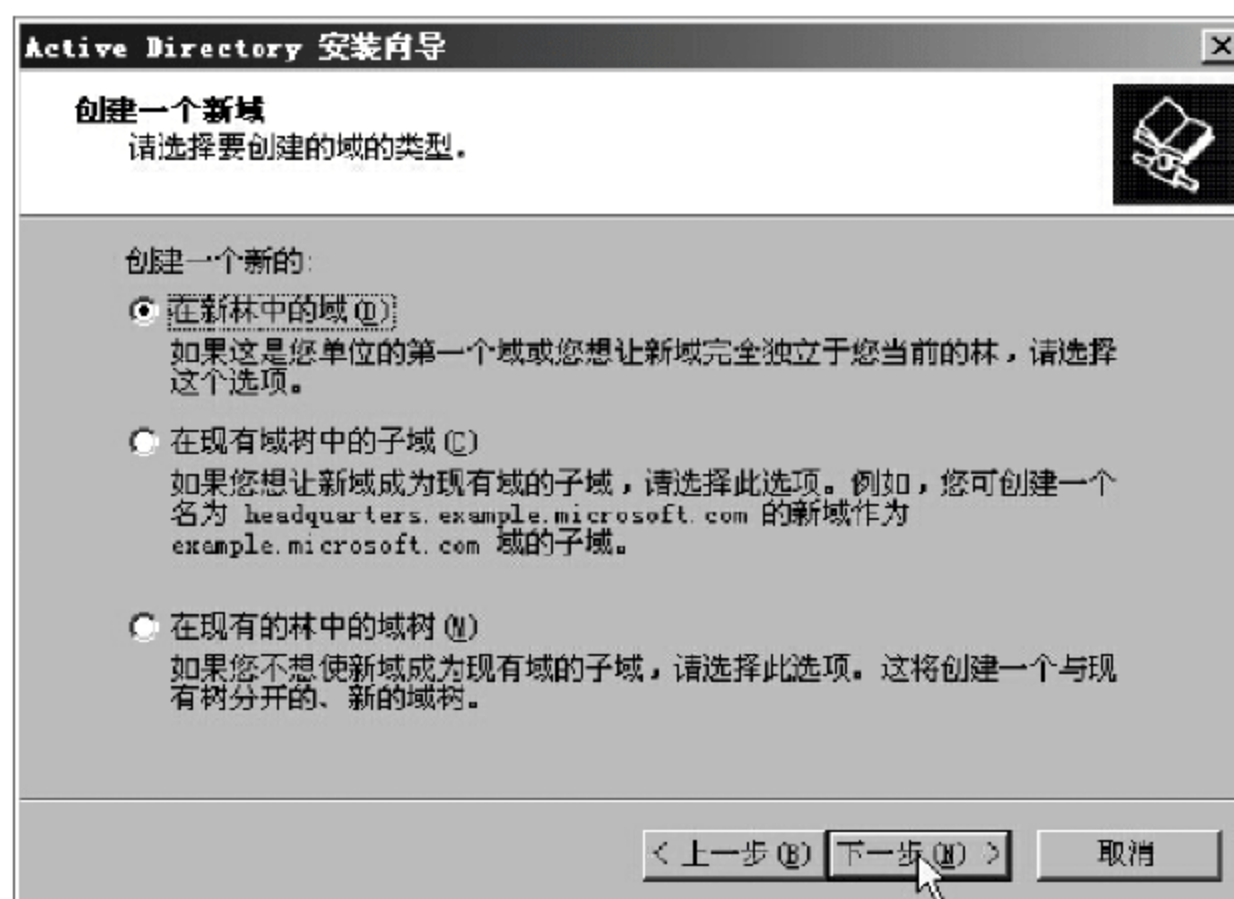 Active Directory 安装向导
创建一个新域
请选择要创建的域的类型。
创建一个新的:
在新林中的域(D)
如果这是您单位的第一个域或您想让新域完全独立于您当前的林，请选择
这个选项。
在现有域树中的子域(C)
如果您想让新域成为现有域的子域，请选择此选项。例如，您可创建一个
名为 headquarters.example.microsoft.com 的新域作为
example.microsoft.com 域的子域。
在现有的林中的域树(N)
如果您不想使新域成为现有域的子域，请选择此选项。这将创建一个与现
有树分开的、新的域树。
< 上一步(B) 下一步(N) > 取消